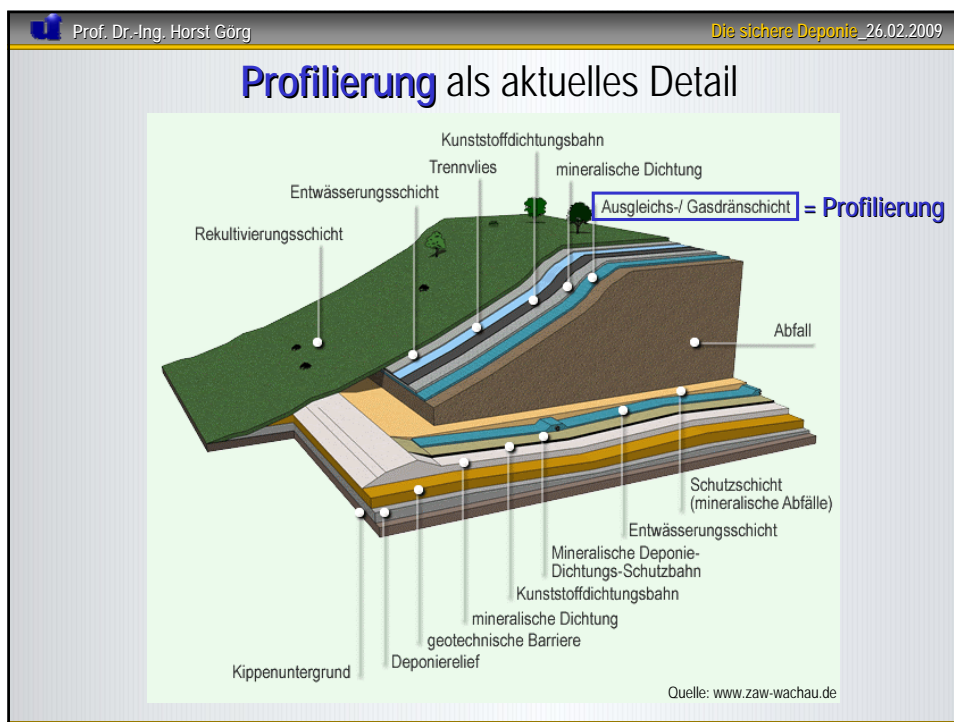 Prof. Dr.-Ing. Horst Görg
Die sichere Deponie_26.02.2009
Profilierung als aktuelles Detail
Kunststoffdichtungsbahn
Trennvlies
mineralische Dichtung
Entwässerungsschicht
Ausgleichs-/ Gasdränschicht = Profilierung
Rekultivierungsschicht
Abfall
Schutzschicht
(mineralische Abfälle)
Entwässerungsschicht
Mineralische Deponie-
Dichtungs-Schutzbahn
Kunststoffdichtungsbahn
mineralische Dichtung
geotechnische Barriere
Deponierelief
Kippenuntergrund
Quelle: www.zaw-wachau.de